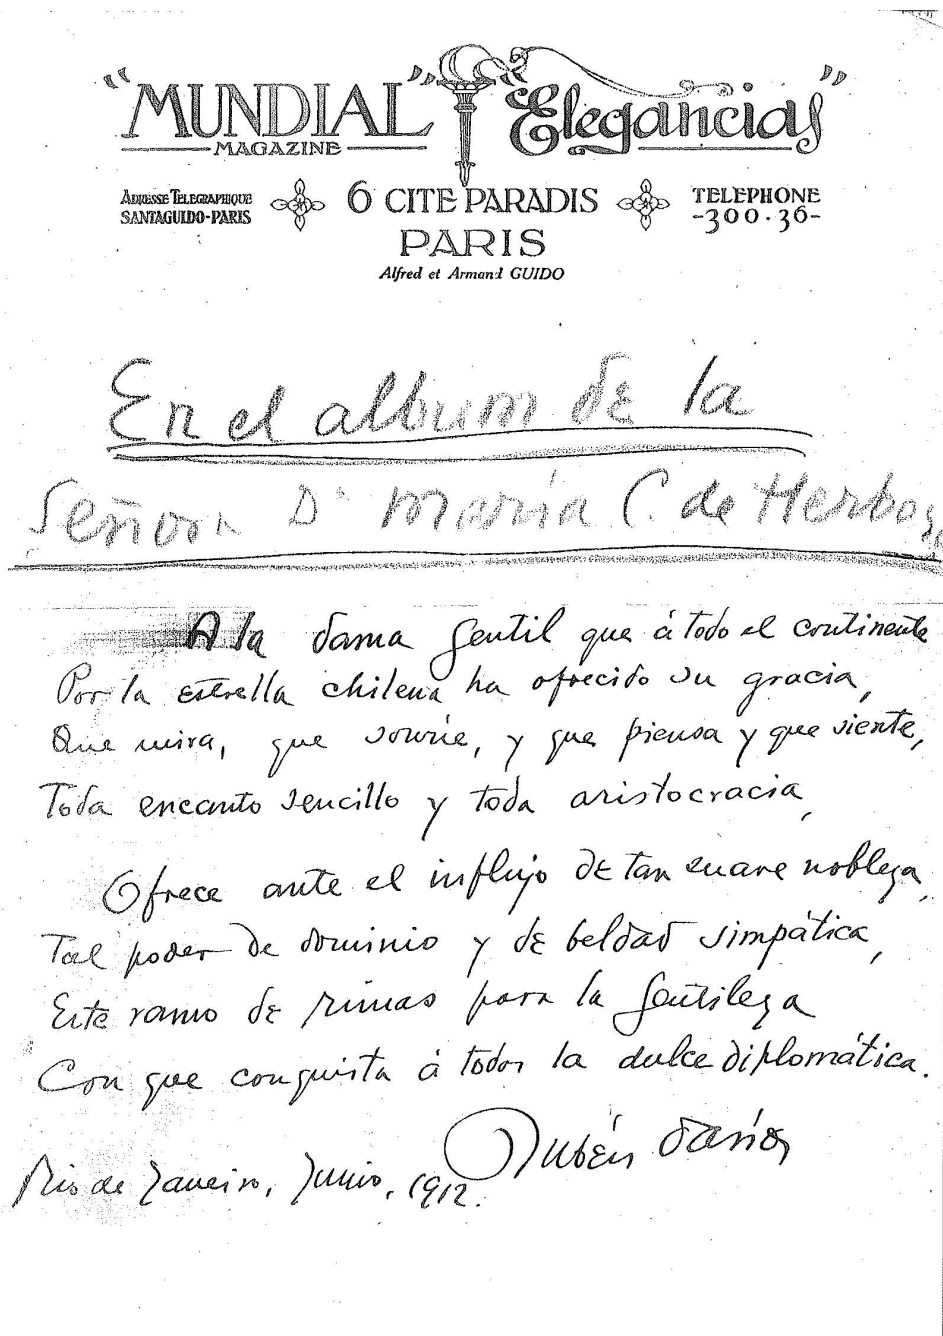 "MUNDIAL" "Elegancias"
MAGAZINE
ADRESSE TELEGRAPHIQUE
SANTAGUIDO-PARIS
6 CITE PARADIS
PARIS
TELEPHONE
-300.36-
Alfred et Armand GUIDO
En el album de la
Señora Dª María C. de Herbos
A la dama gentil que á todo el continente
Por la estrella chilena ha ofrecido su gracia,
Que mira, que sonríe, y que piensa y que siente,
Toda encanto sencillo y toda aristocracia,
Ofrece ante el influjo de tan suave nobleza,
Tal poder de dominio y de beldad simpática,
Este ramo de rimas para la gentileza
Con que conquista á todos la dulce diplomática.
Rubén Darío
Rio de Janeiro, Junio, 1912.